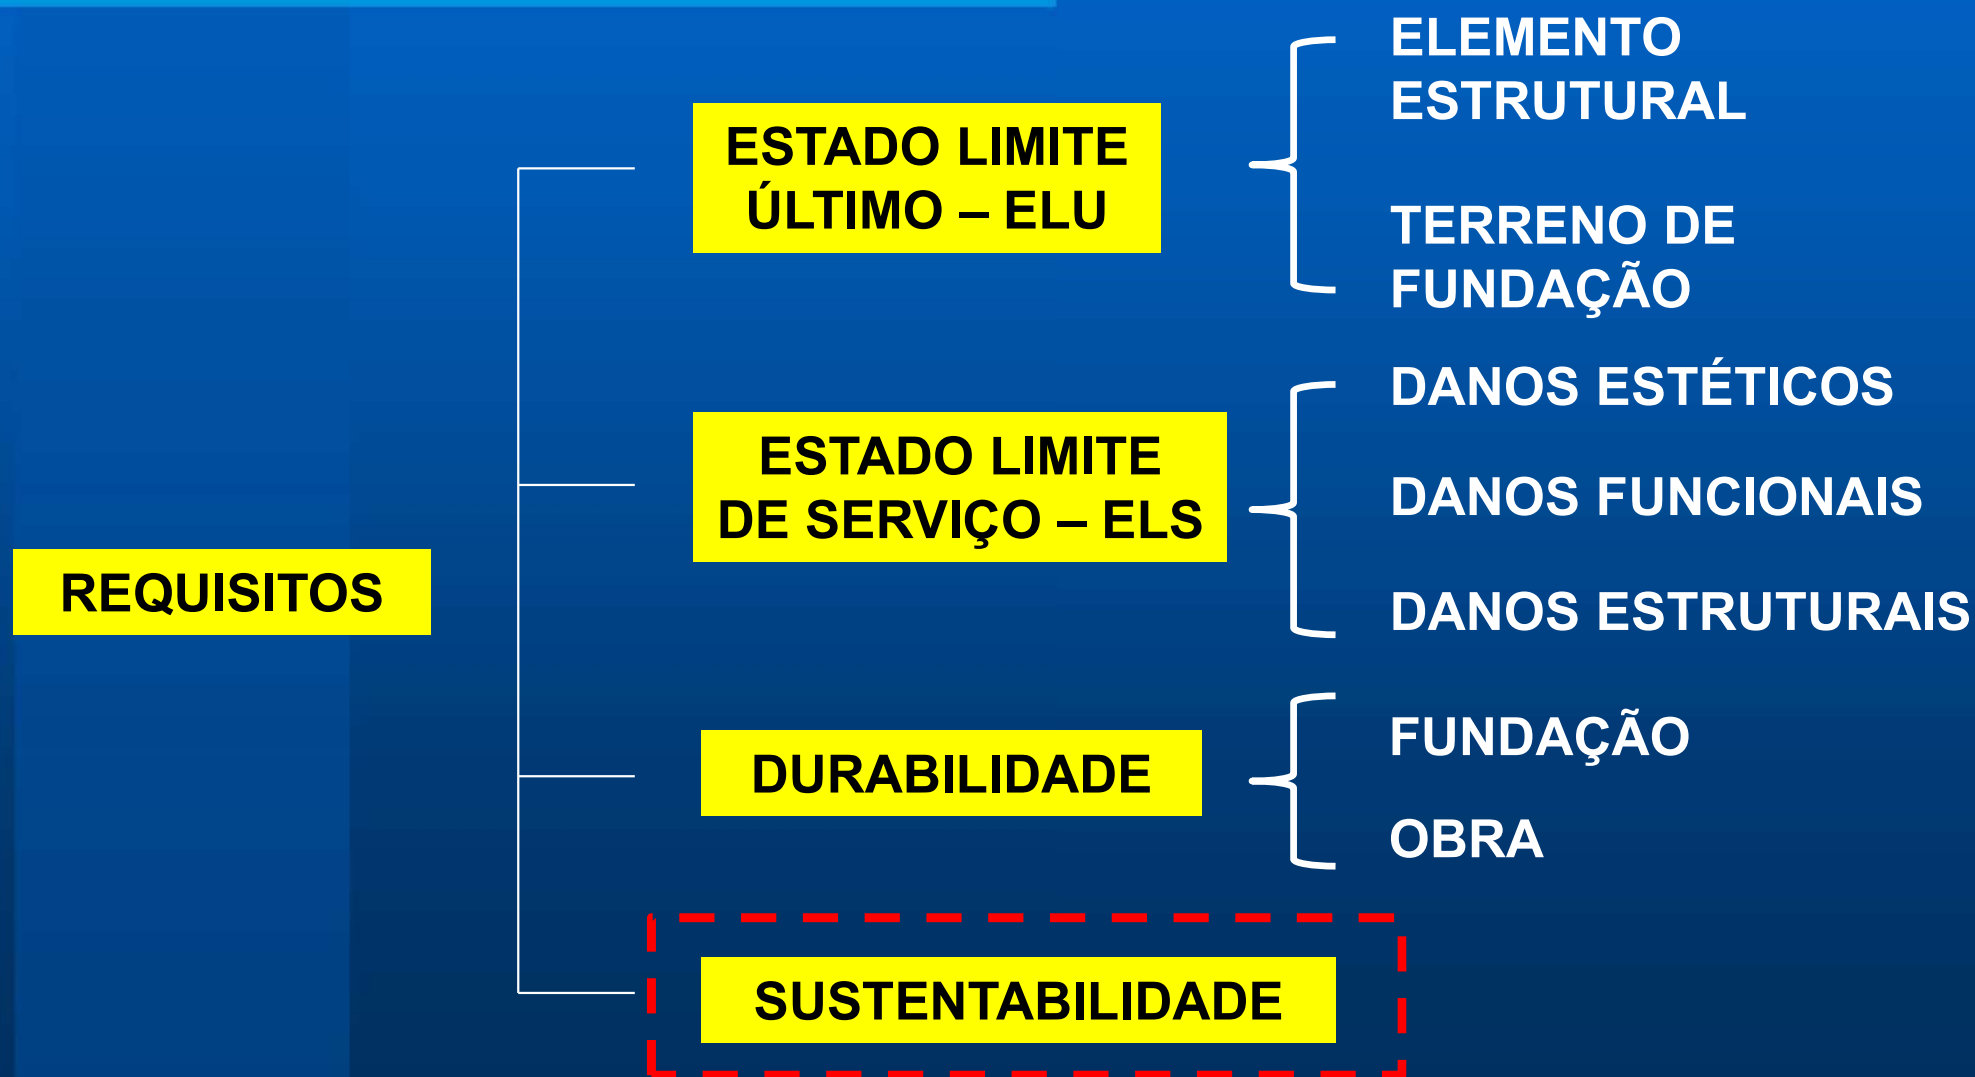 REQUISITOS
ESTADO LIMITE
ÚLTIMO – ELU
ELEMENTO
ESTRUTURAL
TERRENO DE
FUNDAÇÃO
ESTADO LIMITE
DE SERVIÇO – ELS
DANOS ESTÉTICOS
DANOS FUNCIONAIS
DANOS ESTRUTURAIS
DURABILIDADE
FUNDAÇÃO
OBRA
SUSTENTABILIDADE